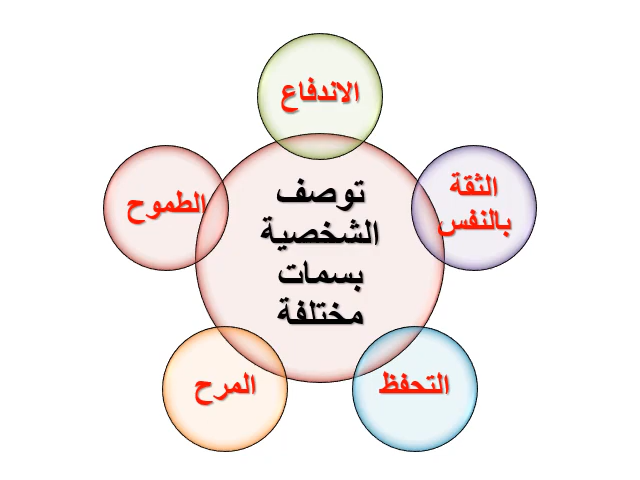 الاندفاع
الثقة
بالنفس
التحفظ
المرح
الطموح
توصف
الشخصية
بسمات
مختلفة